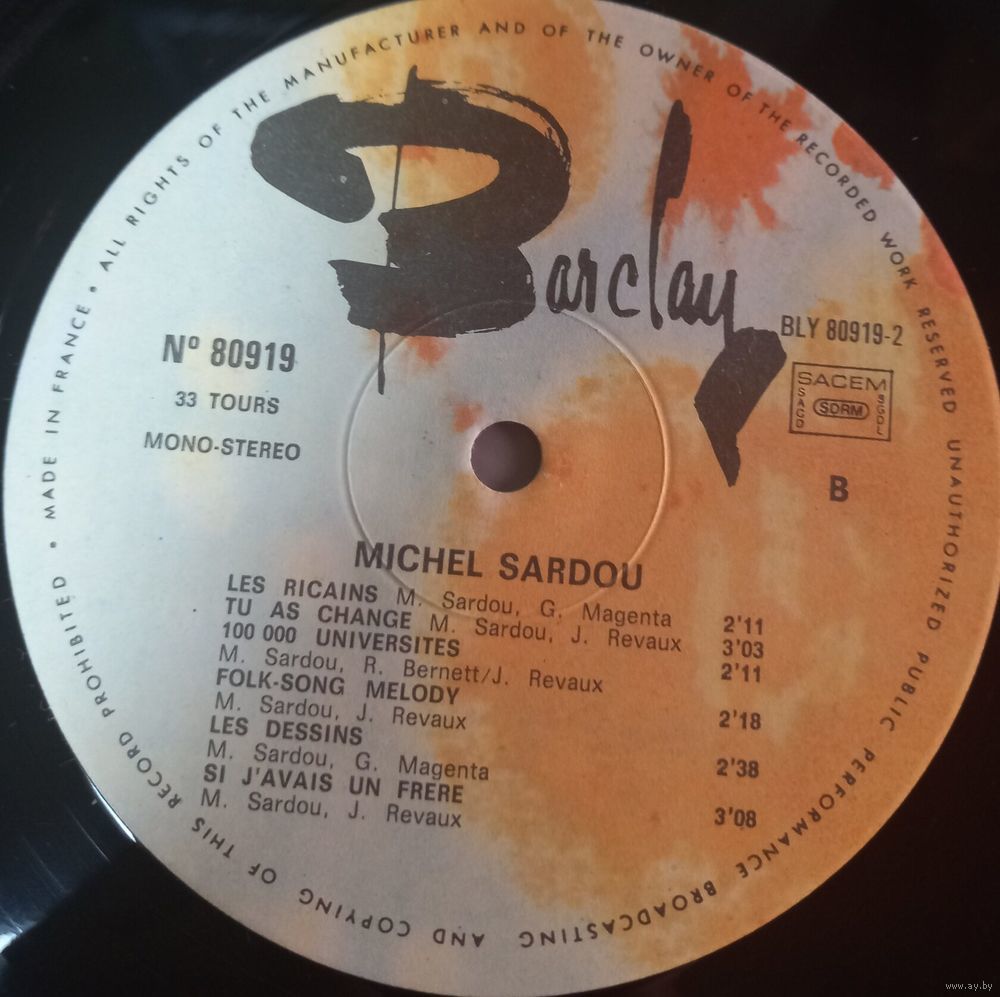 MADE IN FRANCE • ALL RIGHTS OF THE MANUFACTURER AND OF THE OWNER OF THE RECORDED WORK RESERVED UNAUTHORIZED PUBLIC PERFORMANCE BROADCASTING AND COPYING OF THIS RECORD PROHIBITED •
Barclay
Nº 80919
33 TOURS
MONO-STEREO
BLY 80919-2
SACEM
SACD
SDRM
SGDL
B
MICHEL SARDOU
LES RICAINS M. Sardou, G. Magenta 2'11
TU AS CHANGE M. Sardou, J. Revaux 3'03
100 000 UNIVERSITES
M. Sardou, R. Bernett/J. Revaux 2'11
FOLK-SONG MELODY
M. Sardou, J. Revaux 2'18
LES DESSINS
M. Sardou, G. Magenta 2'38
SI J'AVAIS UN FRERE
M. Sardou, J. Revaux 3'08
www.ay.by